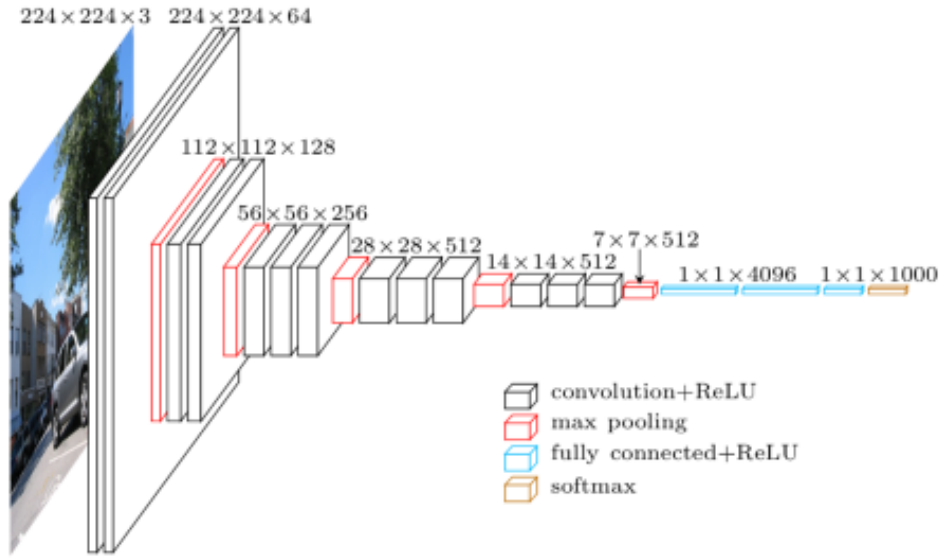 224×224×3
224×224×64
112×112×128
56×56×256
28×28×512
14×14×512
7×7×512
1×1×4096
1×1×1000
convolution+ReLU
max pooling
fully connected+ReLU
softmax